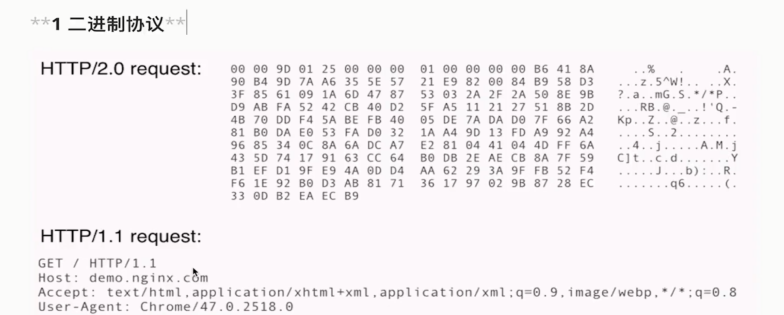 **1 二进制协议**
HTTP/2.0 request:
00 00 9D 01 25 00 00 00 01 00 00 00 00 B6 41 8A ..% . .A.
90 B4 9D 7A A6 35 5E 57 21 E9 82 00 84 B9 58 D3 ...z.5^W!.. ..X.
3F 85 61 09 1A 6D 47 87 53 03 2A 2F 2A 50 8E 9B ?.a..mG.S.*/*P..
D9 AB FA 52 42 CB 40 D2 5F A5 11 21 27 51 8B 2D ...RB.@._..!'Q.-
4B 70 DD F4 5A BE FB 40 05 DE 7A DA D0 7F 66 A2 Kp..Z..@..z...f.
81 B0 DA E0 53 FA D0 32 1A A4 9D 13 FD A9 92 A4 ....S..2........
96 85 34 0C 8A 6A DC A7 E2 81 04 41 04 4D FF 6A ..4..j.....A.M.j
43 5D 74 17 91 63 CC 64 B0 DB 2E AE CB 8A 7F 59 C]t..c.d.......Y
B1 EF D1 9F E9 4A 0D D4 AA 62 29 3A 9F FB 52 F4 .....J...b):..R.
F6 1E 92 B0 D3 AB 81 71 36 17 97 02 9B 87 28 EC .......q6.....(.
33 0D B2 EA EC B9
HTTP/1.1 request:
GET / HTTP/1.1
Host: demo.nginx.com
Accept: text/html,application/xhtml+xml,application/xml;q=0.9,image/webp,*/*;q=0.8
User-Agent: Chrome/47.0.2518.0